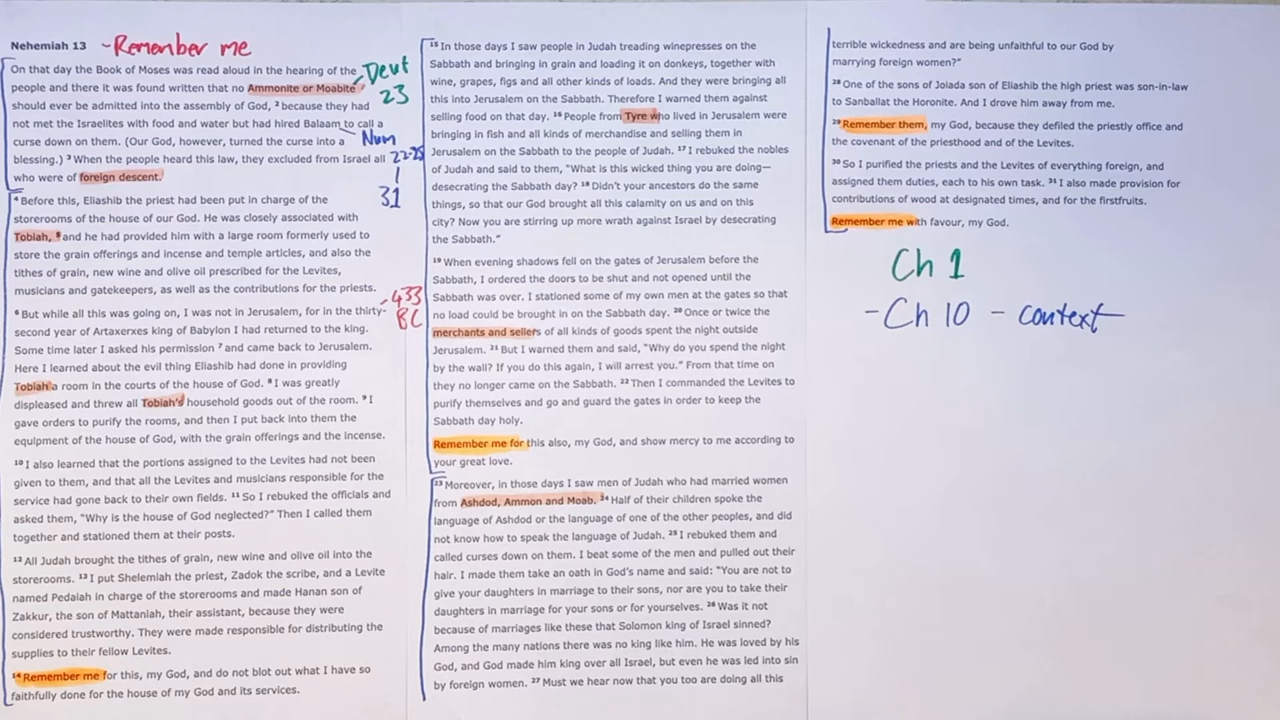 Nehemiah 13 - Remember me
On that day the Book of Moses was read aloud in the hearing of the
people and there it was found written that no Ammonite or Moabite
Deut
23
should ever be admitted into the assembly of God, ² because they had
not met the Israelites with food and water but had hired Balaam to call a
curse down on them. (Our God, however, turned the curse into a
Num
22-25
31
blessing.) ³ When the people heard this law, they excluded from Israel all
who were of foreign descent.
⁴ Before this, Eliashib the priest had been put in charge of the
storerooms of the house of our God. He was closely associated with
Tobiah, ⁵ and he had provided him with a large room formerly used to
store the grain offerings and incense and temple articles, and also the
tithes of grain, new wine and olive oil prescribed for the Levites,
musicians and gatekeepers, as well as the contributions for the priests.
⁶ But while all this was going on, I was not in Jerusalem, for in the thirty-
433
BC
second year of Artaxerxes king of Babylon I had returned to the king.
Some time later I asked his permission ⁷ and came back to Jerusalem.
Here I learned about the evil thing Eliashib had done in providing
Tobiah a room in the courts of the house of God. ⁸ I was greatly
displeased and threw all Tobiah's household goods out of the room. ⁹ I
gave orders to purify the rooms, and then I put back into them the
equipment of the house of God, with the grain offerings and the incense.
¹⁰ I also learned that the portions assigned to the Levites had not been
given to them, and that all the Levites and musicians responsible for the
service had gone back to their own fields. ¹¹ So I rebuked the officials and
asked them, "Why is the house of God neglected?" Then I called them
together and stationed them at their posts.
¹² All Judah brought the tithes of grain, new wine and olive oil into the
storerooms. ¹³ I put Shelemiah the priest, Zadok the scribe, and a Levite
named Pedaiah in charge of the storerooms and made Hanan son of
Zakkur, the son of Mattaniah, their assistant, because they were
considered trustworthy. They were made responsible for distributing the
supplies to their fellow Levites.
¹⁴ Remember me for this, my God, and do not blot out what I have so
faithfully done for the house of my God and its services.
¹⁵ In those days I saw people in Judah treading winepresses on the
Sabbath and bringing in grain and loading it on donkeys, together with
wine, grapes, figs and all other kinds of loads. And they were bringing all
this into Jerusalem on the Sabbath. Therefore I warned them against
selling food on that day. ¹⁶ People from Tyre who lived in Jerusalem were
bringing in fish and all kinds of merchandise and selling them in
Jerusalem on the Sabbath to the people of Judah. ¹⁷ I rebuked the nobles
of Judah and said to them, "What is this wicked thing you are doing—
desecrating the Sabbath day? ¹⁸ Didn't your ancestors do the same
things, so that our God brought all this calamity on us and on this
city? Now you are stirring up more wrath against Israel by desecrating
the Sabbath."
¹⁹ When evening shadows fell on the gates of Jerusalem before the
Sabbath, I ordered the doors to be shut and not opened until the
Sabbath was over. I stationed some of my own men at the gates so that
no load could be brought in on the Sabbath day. ²⁰ Once or twice the
merchants and sellers of all kinds of goods spent the night outside
Jerusalem. ²¹ But I warned them and said, "Why do you spend the night
by the wall? If you do this again, I will arrest you." From that time on
they no longer came on the Sabbath. ²² Then I commanded the Levites to
purify themselves and go and guard the gates in order to keep the
Sabbath day holy.
Remember me for this also, my God, and show mercy to me according to
your great love.
²³ Moreover, in those days I saw men of Judah who had married women
from Ashdod, Ammon and Moab. ²⁴ Half of their children spoke the
language of Ashdod or the language of one of the other peoples, and did
not know how to speak the language of Judah. ²⁵ I rebuked them and
called curses down on them. I beat some of the men and pulled out their
hair. I made them take an oath in God's name and said: "You are not to
give your daughters in marriage to their sons, nor are you to take their
daughters in marriage for your sons or for yourselves. ²⁶ Was it not
because of marriages like these that Solomon king of Israel sinned?
Among the many nations there was no king like him. He was loved by his
God, and God made him king over all Israel, but even he was led into sin
by foreign women. ²⁷ Must we hear now that you too are doing all this
terrible wickedness and are being unfaithful to our God by
marrying foreign women?"
²⁸ One of the sons of Joiada son of Eliashib the high priest was son-in-law
to Sanballat the Horonite. And I drove him away from me.
²⁹ Remember them, my God, because they defiled the priestly office and
the covenant of the priesthood and of the Levites.
³⁰ So I purified the priests and the Levites of everything foreign, and
assigned them duties, each to his own task. ³¹ I also made provision for
contributions of wood at designated times, and for the firstfruits.
Remember me with favour, my God.
Ch 1
- Ch 10 - context